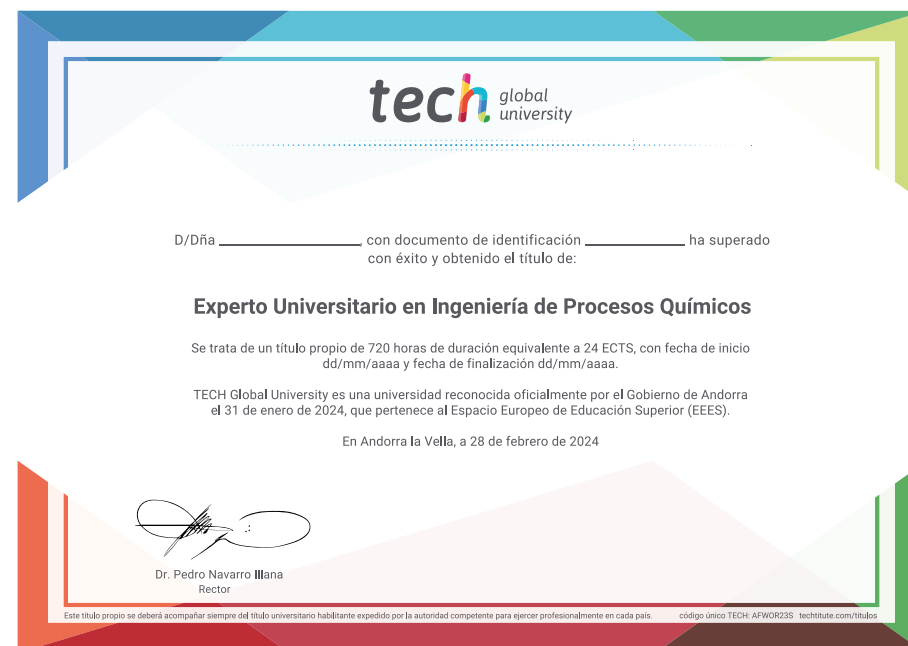 tech global university
D/Dña ______________, con documento de identificación __________ ha superado
con éxito y obtenido el título de:
Experto Universitario en Ingeniería de Procesos Químicos
Se trata de un título propio de 720 horas de duración equivalente a 24 ECTS, con fecha de inicio
dd/mm/aaaa y fecha de finalización dd/mm/aaaa.
TECH Global University es una universidad reconocida oficialmente por el Gobierno de Andorra
el 31 de enero de 2024, que pertenece al Espacio Europeo de Educación Superior (EEES).
En Andorra la Vella, a 28 de febrero de 2024
Dr. Pedro Navarro Illana
Rector
Este título propio se deberá acompañar siempre del título universitario habilitante expedido por la autoridad competente para ejercer profesionalmente en cada país. código único TECH: AFWOR23S techtitute.com/titulos